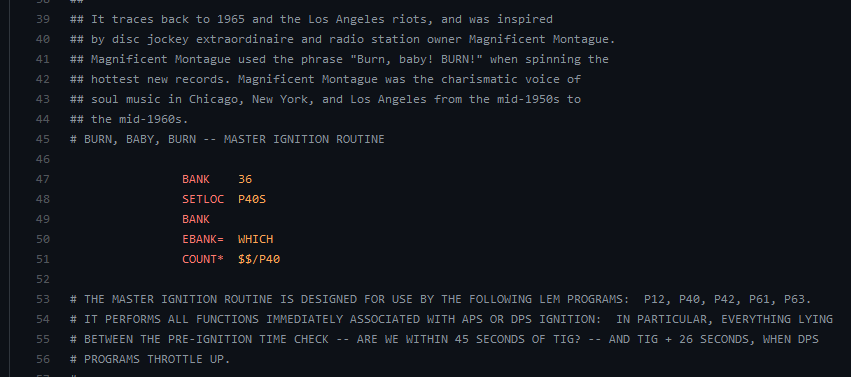 38 ##
39 ## It traces back to 1965 and the Los Angeles riots, and was inspired
40 ## by disc jockey extraordinaire and radio station owner Magnificent Montague.
41 ## Magnificent Montague used the phrase "Burn, baby! BURN!" when spinning the
42 ## hottest new records. Magnificent Montague was the charismatic voice of
43 ## soul music in Chicago, New York, and Los Angeles from the mid-1950s to
44 ## the mid-1960s.
45 # BURN, BABY, BURN -- MASTER IGNITION ROUTINE
46
47 BANK 36
48 SETLOC P40S
49 BANK
50 EBANK= WHICH
51 COUNT* $$/P40
52
53 # THE MASTER IGNITION ROUTINE IS DESIGNED FOR USE BY THE FOLLOWING LEM PROGRAMS: P12, P40, P42, P61, P63.
54 # IT PERFORMS ALL FUNCTIONS IMMEDIATELY ASSOCIATED WITH APS OR DPS IGNITION: IN PARTICULAR, EVERYTHING LYING
55 # BETWEEN THE PRE-IGNITION TIME CHECK -- ARE WE WITHIN 45 SECONDS OF TIG? -- AND TIG + 26 SECONDS, WHEN DPS
56 # PROGRAMS THROTTLE UP.
57 #